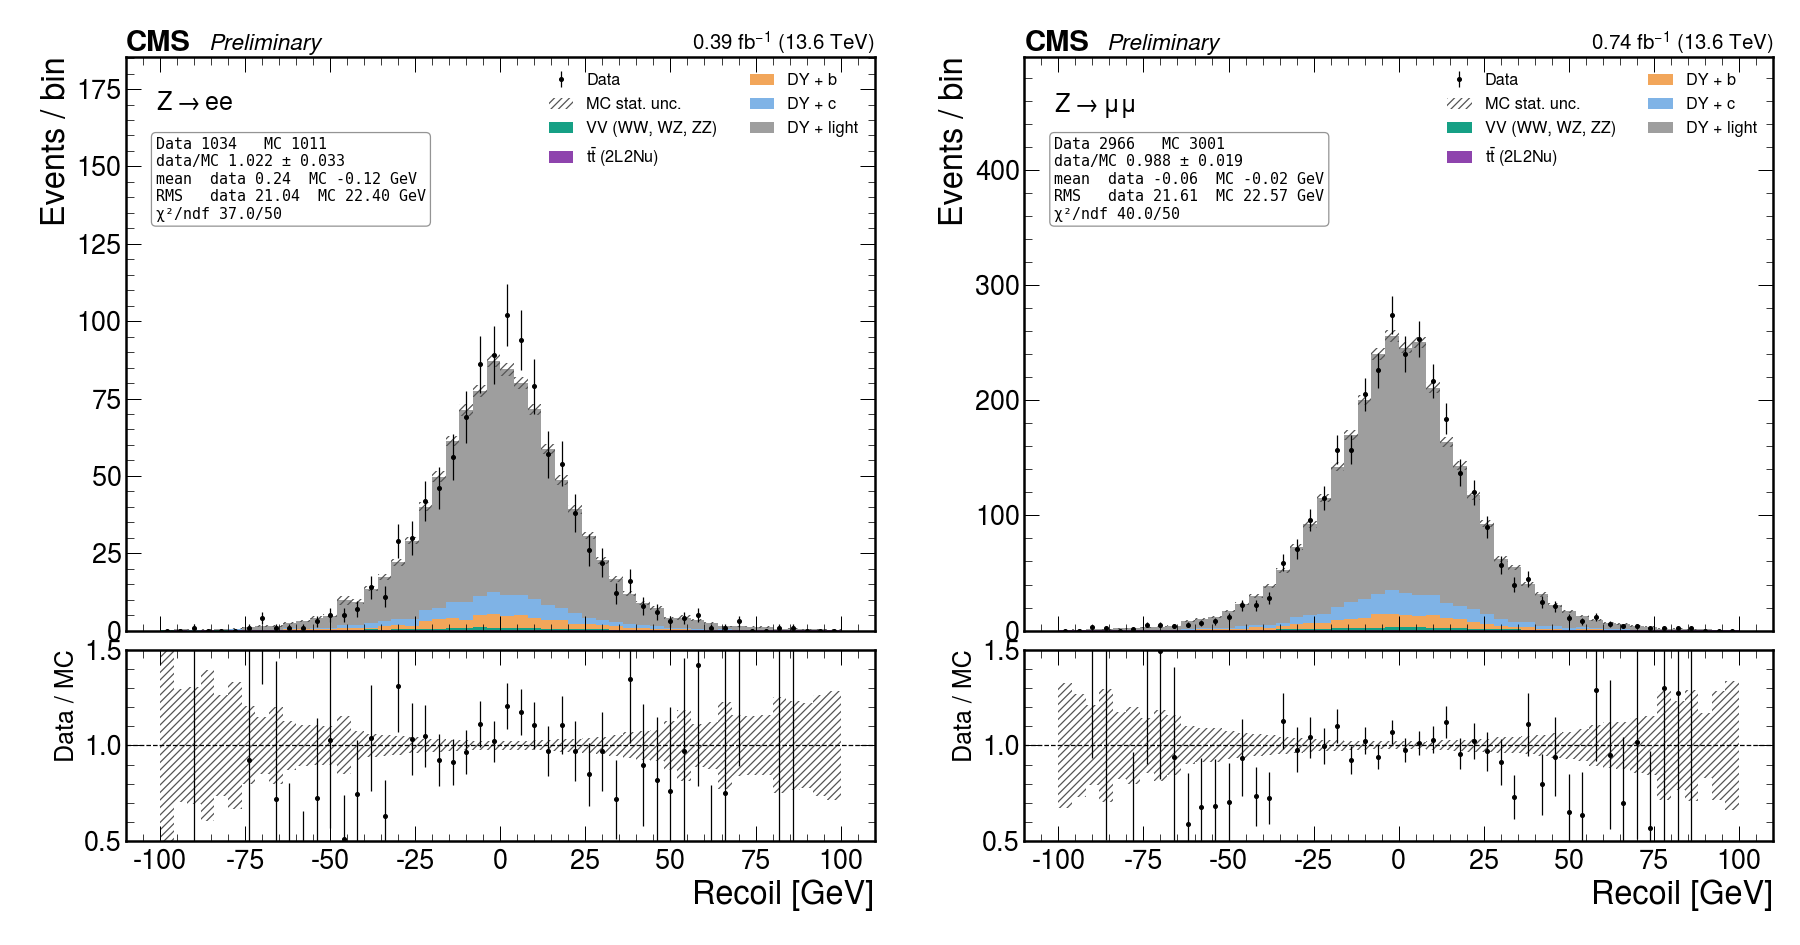 CMS Preliminary 0.39 fb⁻¹ (13.6 TeV)
Events / bin
Z → ee
Data
MC stat. unc.
VV (WW, WZ, ZZ)
tt̄ (2L2Nu)
DY + b
DY + c
DY + light
Data 1034 MC 1011
data/MC 1.022 ± 0.033
mean data 0.24 MC -0.12 GeV
RMS data 21.04 MC 22.40 GeV
χ²/ndf 37.0/50
175
150
125
100
75
50
25
0
Data / MC
1.5
1.0
0.5
-100 -75 -50 -25 0 25 50 75 100
Recoil [GeV]
CMS Preliminary 0.74 fb⁻¹ (13.6 TeV)
Events / bin
Z → μμ
Data
MC stat. unc.
VV (WW, WZ, ZZ)
tt̄ (2L2Nu)
DY + b
DY + c
DY + light
Data 2966 MC 3001
data/MC 0.988 ± 0.019
mean data -0.06 MC -0.02 GeV
RMS data 21.61 MC 22.57 GeV
χ²/ndf 40.0/50
400
300
200
100
0
Data / MC
1.5
1.0
0.5
-100 -75 -50 -25 0 25 50 75 100
Recoil [GeV]